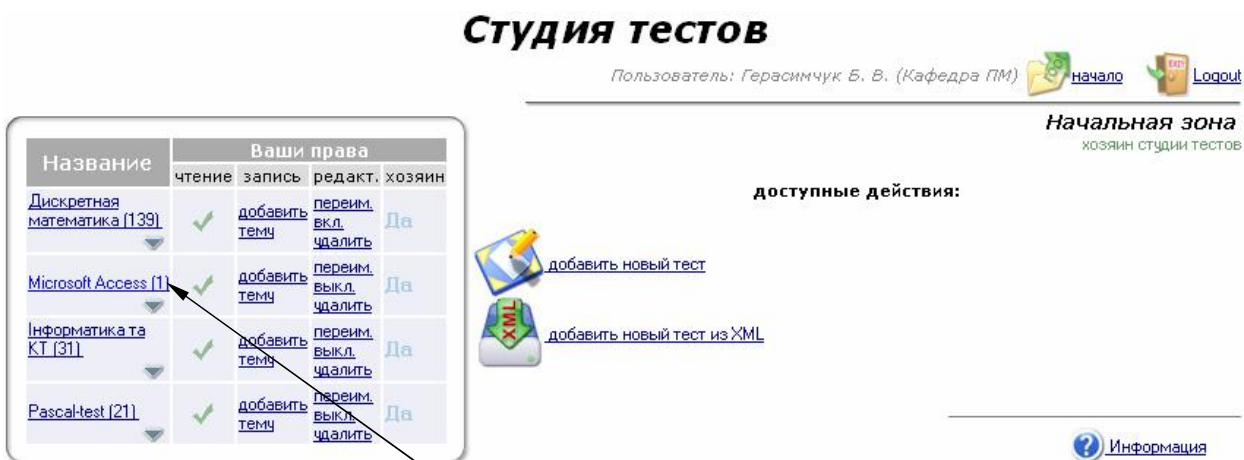 Студия тестов
Пользователь: Герасимчук Б. В. (Кафедра ПМ)
начало
EXIT
Logout
Начальная зона
хозяин студии тестов
Название
Ваши права
чтение запись редакт. хозяин
Дискретная
математика (139)
добавить
тему
переим.
вкл.
удалить
Да
Microsoft Access (1)
добавить
тему
переим.
выкл.
удалить
Да
Інформатика та
КТ (31)
добавить
тему
переим.
выкл.
удалить
Да
Pascal-test (21)
добавить
тему
переим.
выкл.
удалить
Да
доступные действия:
добавить новый тест
XML
добавить новый тест из XML
? Информация